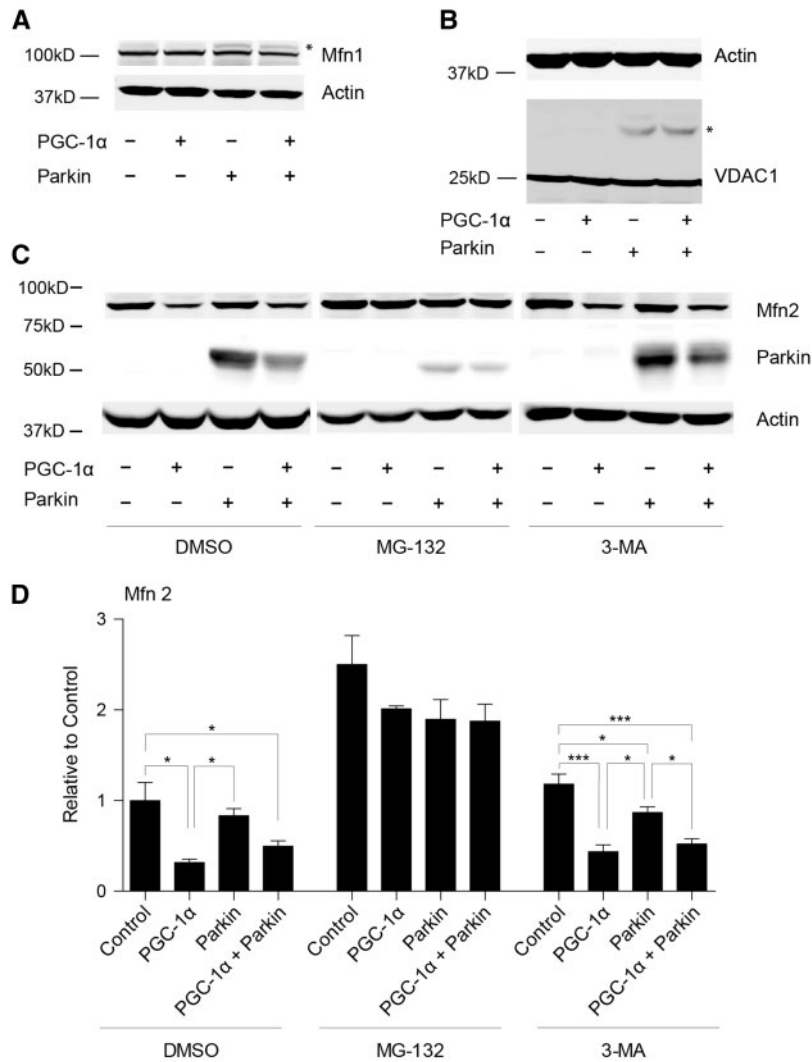 A
100kD
* Mfn1
37kD
Actin
PGC-1α – + – +
Parkin – – + +
B
37kD
Actin
*
25kD
VDAC1
PGC-1α – + – +
Parkin – – + +
C
100kD
Mfn2
75kD
Parkin
50kD
Actin
37kD
PGC-1α – + – + – + – + – + – +
Parkin – – + + – – + + – – + +
DMSO MG-132 3-MA
D
Mfn 2
Relative to Control
3
2
1
0
* * *
*** * *** * *
Control PGC-1α Parkin PGC-1α + Parkin Control PGC-1α Parkin PGC-1α + Parkin Control PGC-1α Parkin PGC-1α + Parkin
DMSO MG-132 3-MA